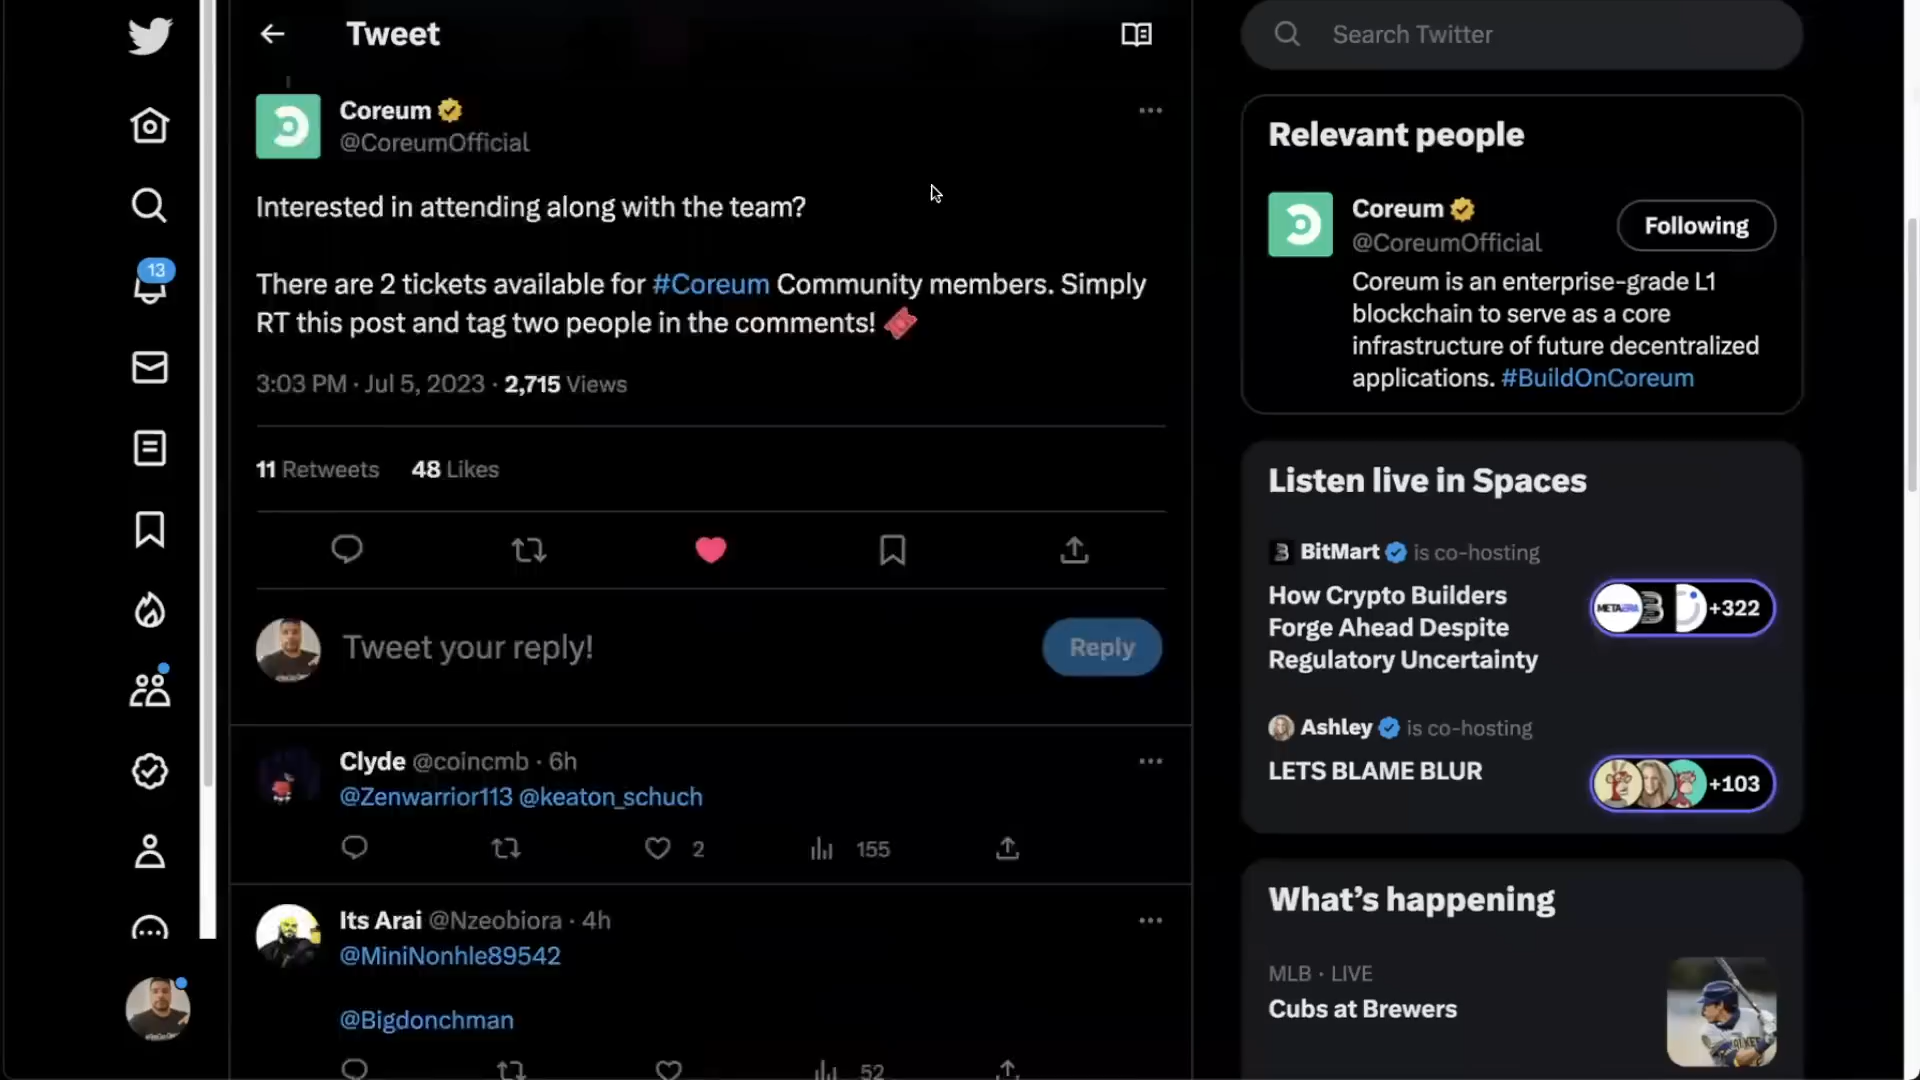 Tweet
Search Twitter
Coreum
@CoreumOfficial
Interested in attending along with the team?
There are 2 tickets available for #Coreum Community members. Simply
RT this post and tag two people in the comments!
3:03 PM · Jul 5, 2023 · 2,715 Views
11 Retweets 48 Likes
Tweet your reply!
Reply
Clyde @coincmb · 6h
@Zenwarrior113 @keaton_schuch
2
155
Its Arai @Nzeobiora · 4h
@MiniNonhle89542
@Bigdonchman
52
13
Relevant people
Coreum
@CoreumOfficial
Following
Coreum is an enterprise-grade L1
blockchain to serve as a core
infrastructure of future decentralized
applications. #BuildOnCoreum
Listen live in Spaces
BitMart is co-hosting
How Crypto Builders
Forge Ahead Despite
Regulatory Uncertainty
+322
Ashley is co-hosting
LETS BLAME BLUR
+103
What's happening
MLB · LIVE
Cubs at Brewers